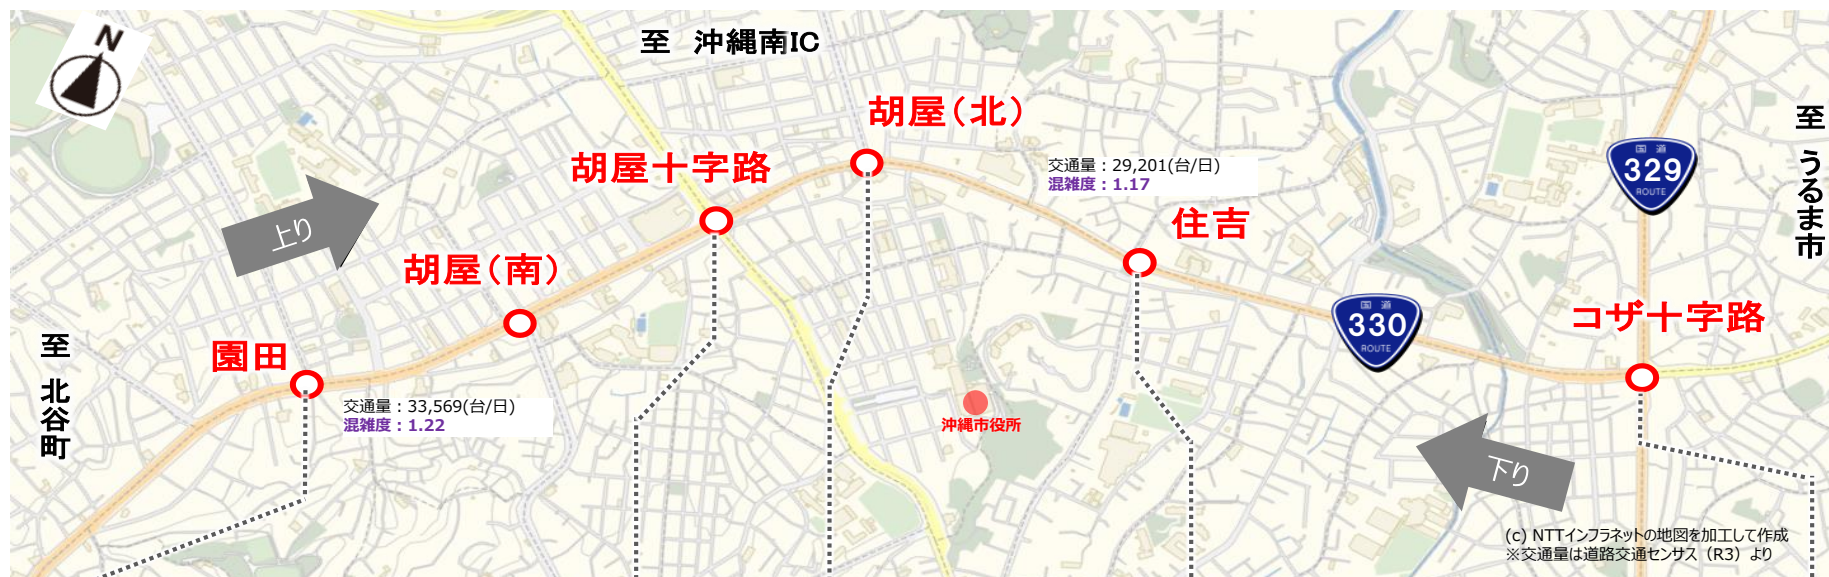 N
至 沖縄南IC
胡屋（北）
胡屋十字路
交通量：29,201(台/日)
混雑度：1.17
国道
329
ROUTE
至 うるま市
上り
住吉
胡屋（南）
国道
330
ROUTE
コザ十字路
至 北谷町
園田
交通量：33,569(台/日)
混雑度：1.22
沖縄市役所
下り
(c) NTTインフラネットの地図を加工して作成
※交通量は道路交通センサス（R3）より